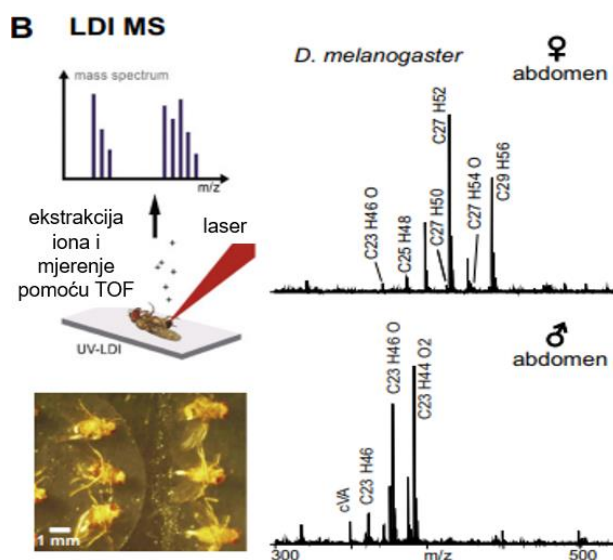 B LDI MS
mass spectrum
m/z
ekstrakcija
iona i
mjerenje
pomoću TOF
laser
UV-LDI
1 mm
D. melanogaster
♀
abdomen
C23 H46 O
C25 H48
C27 H50
C27 H52
C27 H54 O
C29 H56
♂
abdomen
cVA
C23 H46
C23 H46 O
C23 H44 O2
300 m/z 500